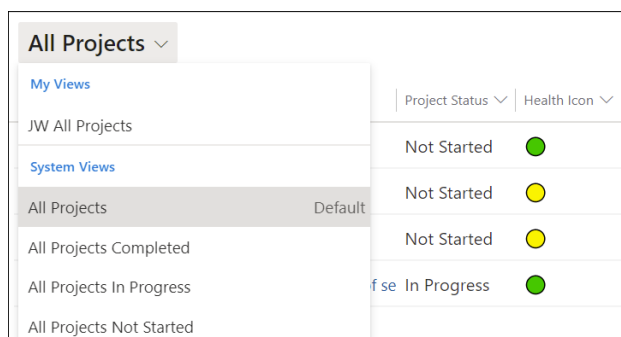 All Projects
My Views
JW All Projects
System Views
All Projects Default
All Projects Completed
All Projects In Progress
All Projects Not Started
Project Status Health Icon
Not Started
Not Started
Not Started
f se In Progress